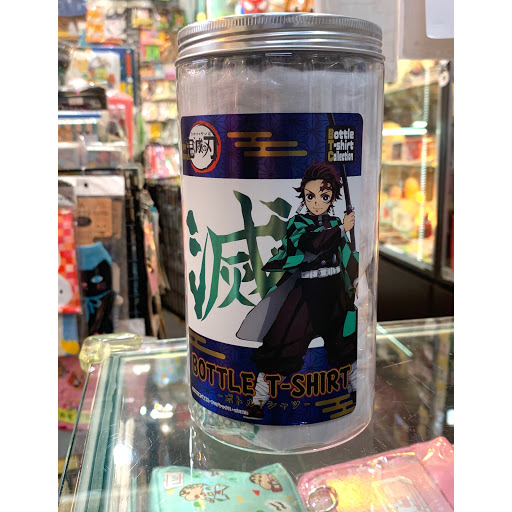 鬼滅の刃
Bottle
T-shirt
Collection
滅
BOTTLE T-SHIRT
-ボトルTシャツ-